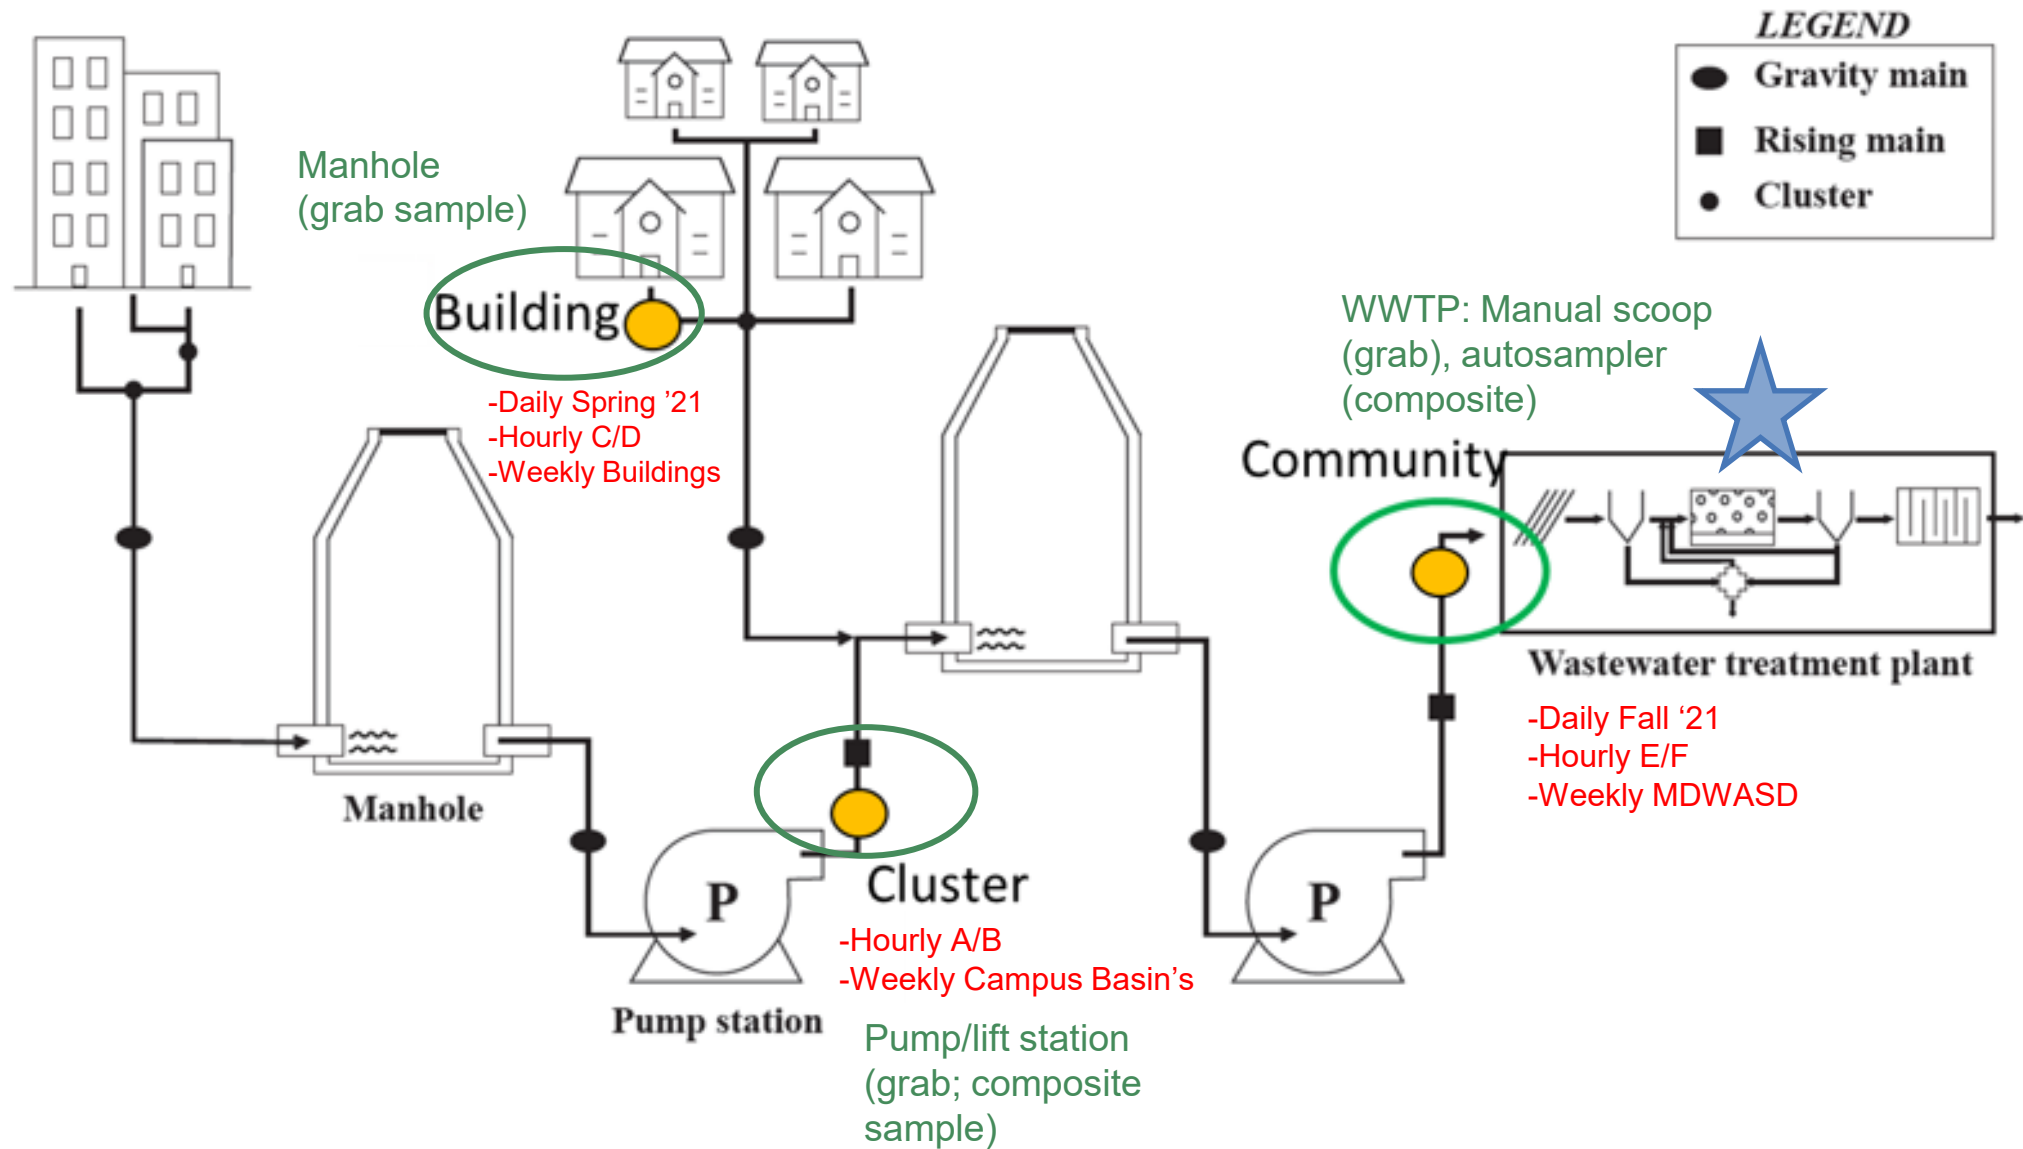 LEGEND
Gravity main
Rising main
Cluster
Manhole
(grab sample)
Building
-Daily Spring ’21
-Hourly C/D
-Weekly Buildings
WWTP: Manual scoop
(grab), autosampler
(composite)
Community
Wastewater treatment plant
-Daily Fall ‘21
-Hourly E/F
-Weekly MDWASD
Manhole
P
Pump station
Cluster
-Hourly A/B
-Weekly Campus Basin’s
Pump/lift station
(grab; composite
sample)
P